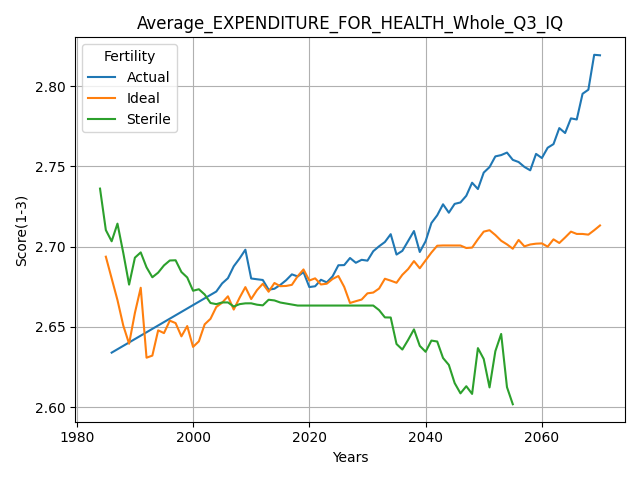 Average_EXPENDITURE_FOR_HEALTH_Whole_Q3_IQ
Fertility
Actual
Ideal
Sterile
Score(1-3)
2.80
2.75
2.70
2.65
2.60
1980 2000 2020 2040 2060
Years